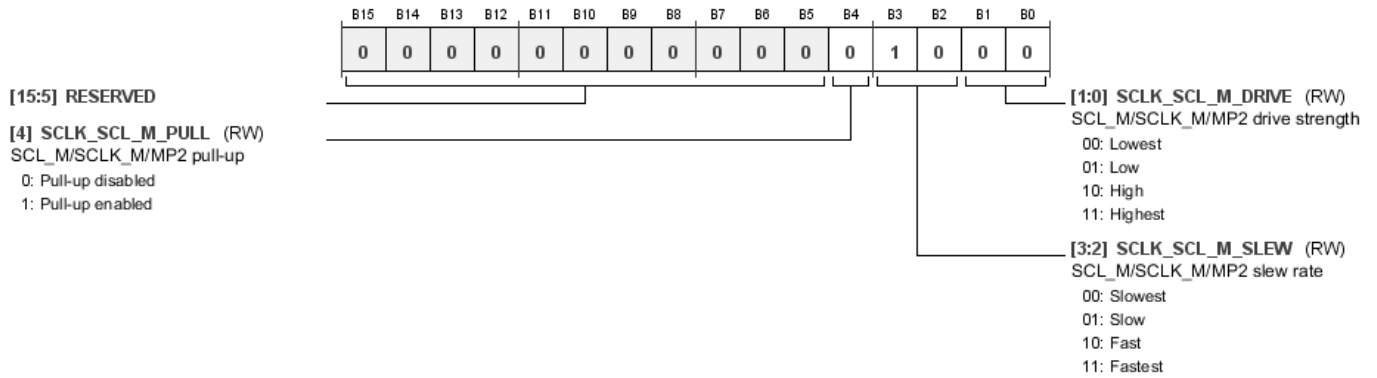 B15 B14 B13 B12 B11 B10 B9 B8 B7 B6 B5 B4 B3 B2 B1 B0
0 0 0 0 0 0 0 0 0 0 0 0 1 0 0 0
[15:5] RESERVED
[4] SCLK_SCL_M_PULL (RW)
SCL_M/SCLK_M/MP2 pull-up
0: Pull-up disabled
1: Pull-up enabled
[1:0] SCLK_SCL_M_DRIVE (RW)
SCL_M/SCLK_M/MP2 drive strength
00: Lowest
01: Low
10: High
11: Highest
[3:2] SCLK_SCL_M_SLEW (RW)
SCL_M/SCLK_M/MP2 slew rate
00: Slowest
01: Slow
10: Fast
11: Fastest